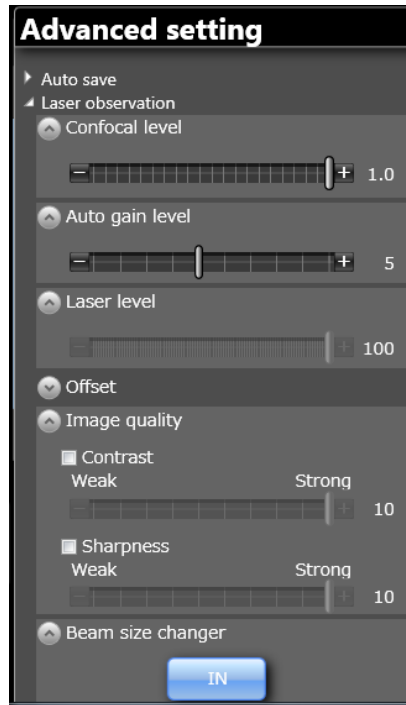 Advanced setting
Auto save
Laser observation
Confocal level
1.0
Auto gain level
5
Laser level
100
Offset
Image quality
Contrast
Weak Strong
10
Sharpness
Weak Strong
10
Beam size changer
IN